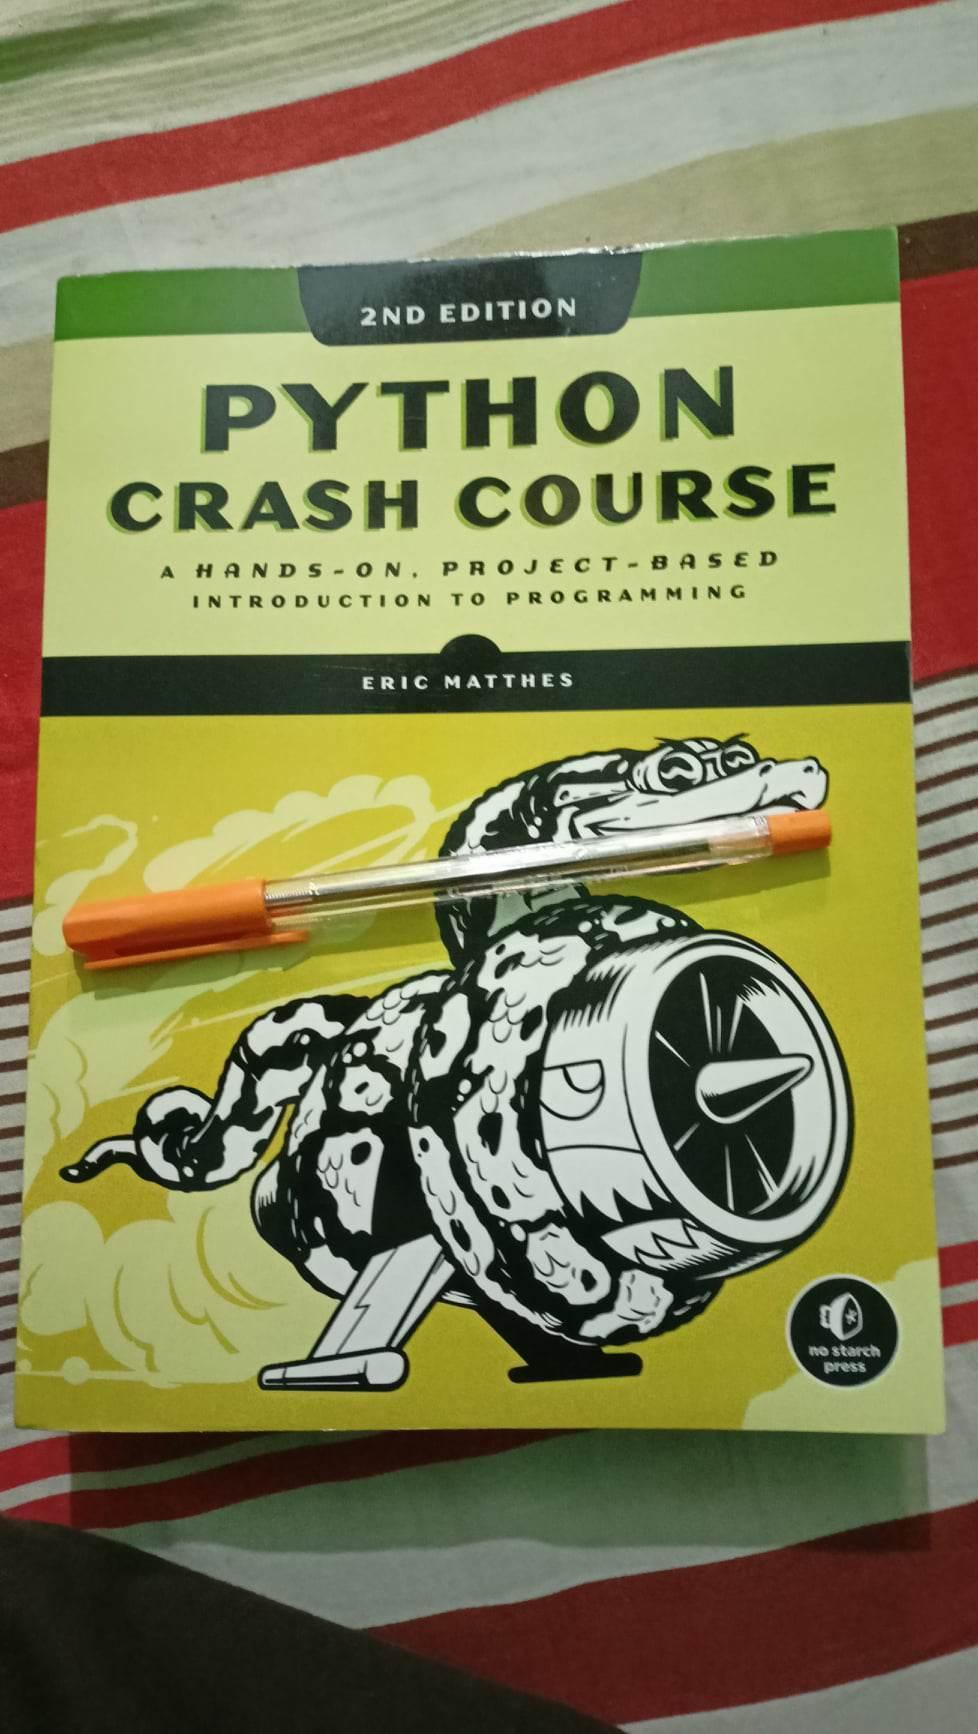 2ND EDITION
PYTHON
CRASH COURSE
A HANDS-ON, PROJECT-BASED
INTRODUCTION TO PROGRAMMING
ERIC MATTHES
no starch
press